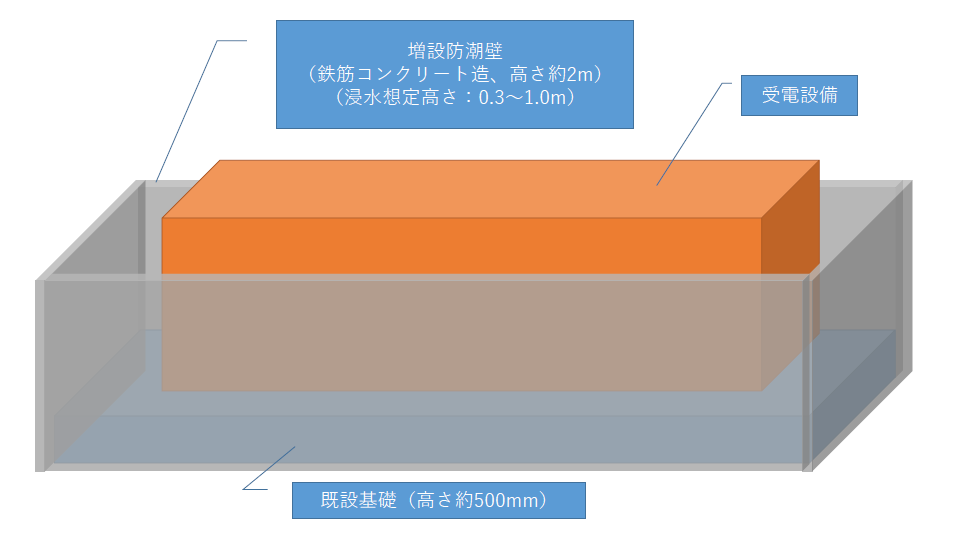 増設防潮壁
（鉄筋コンクリート造、高さ約2m）
（浸水想定高さ：0.3～1.0m）
受電設備
既設基礎（高さ約500mm）